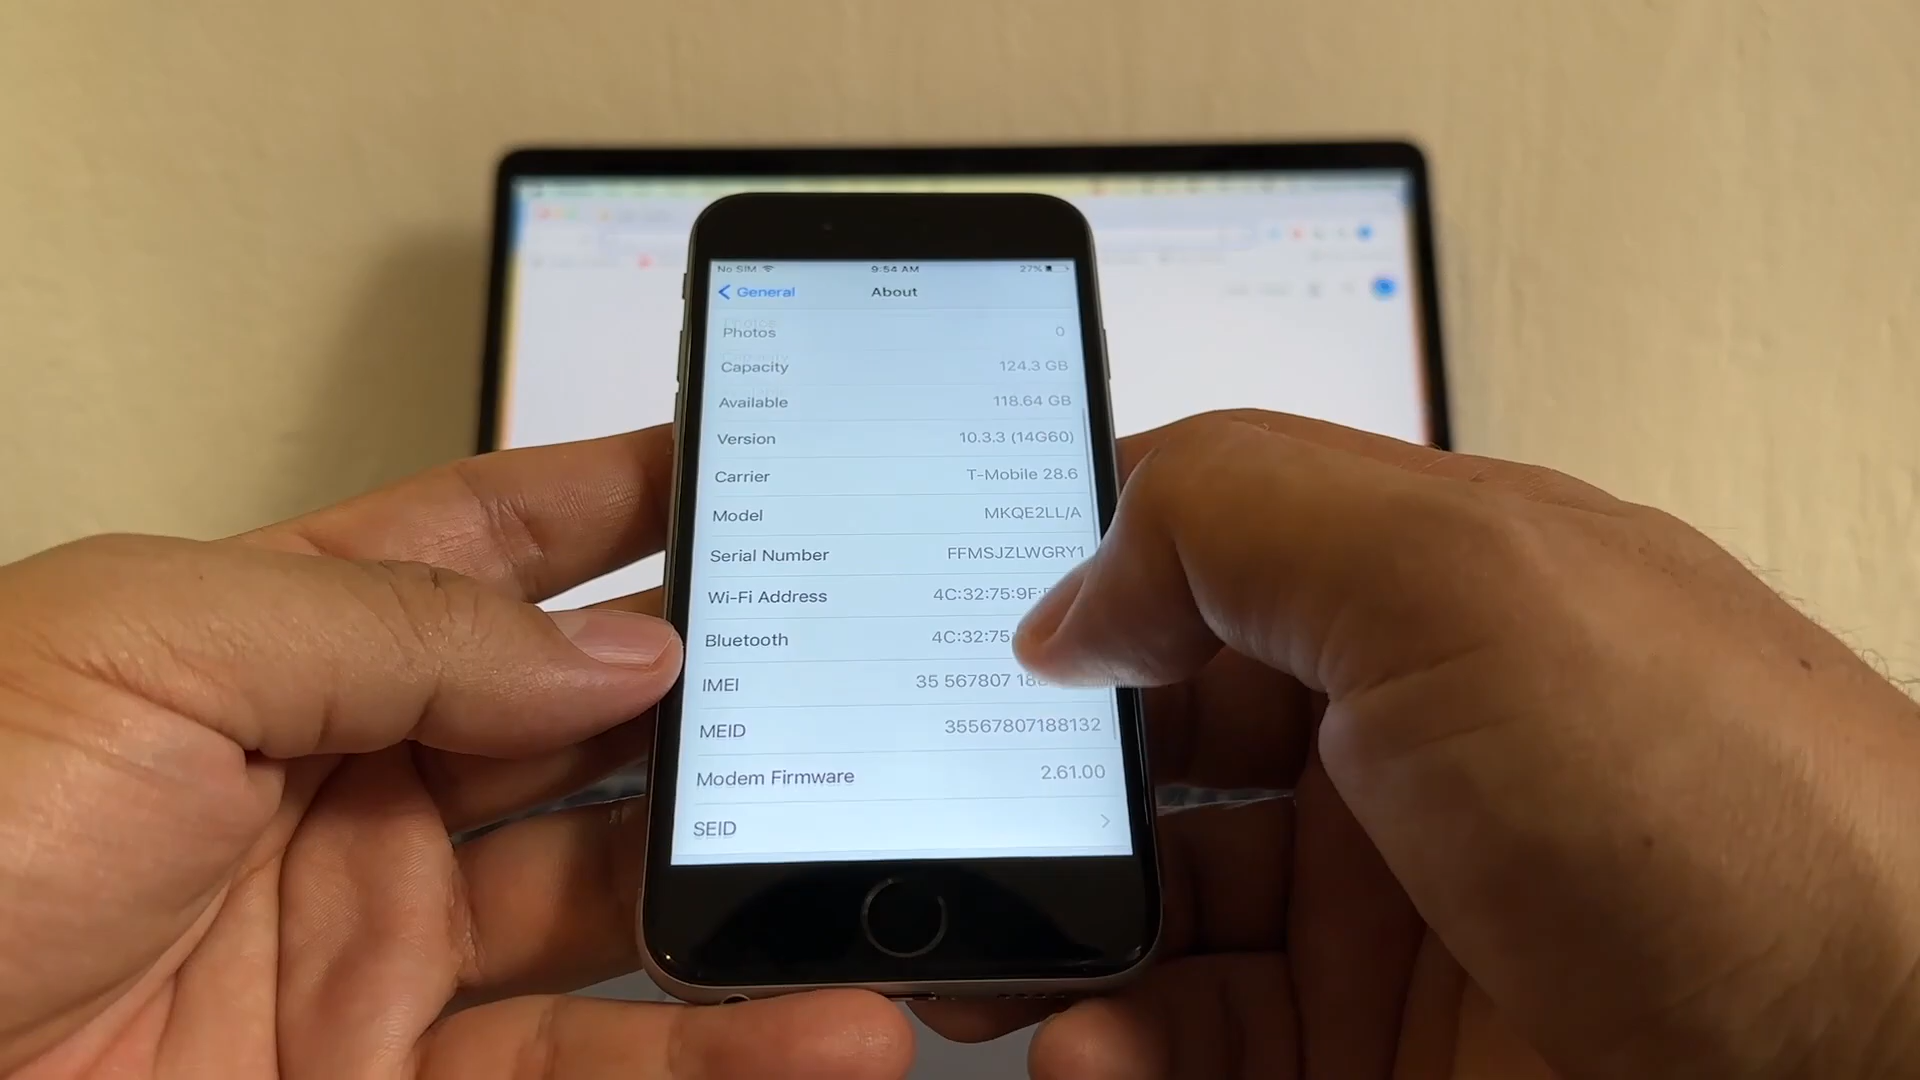 No SIM 9:54 AM 27%
General About
Photos 0
Capacity 124.3 GB
Available 118.64 GB
Version 10.3.3 (14G60)
Carrier T-Mobile 28.6
Model MKQE2LL/A
Serial Number FFMSJZLWGRY1
Wi-Fi Address 4C:32:75:9F:
Bluetooth 4C:32:75:
IMEI 35 567807 18
MEID 35567807188132
Modem Firmware 2.61.00
SEID